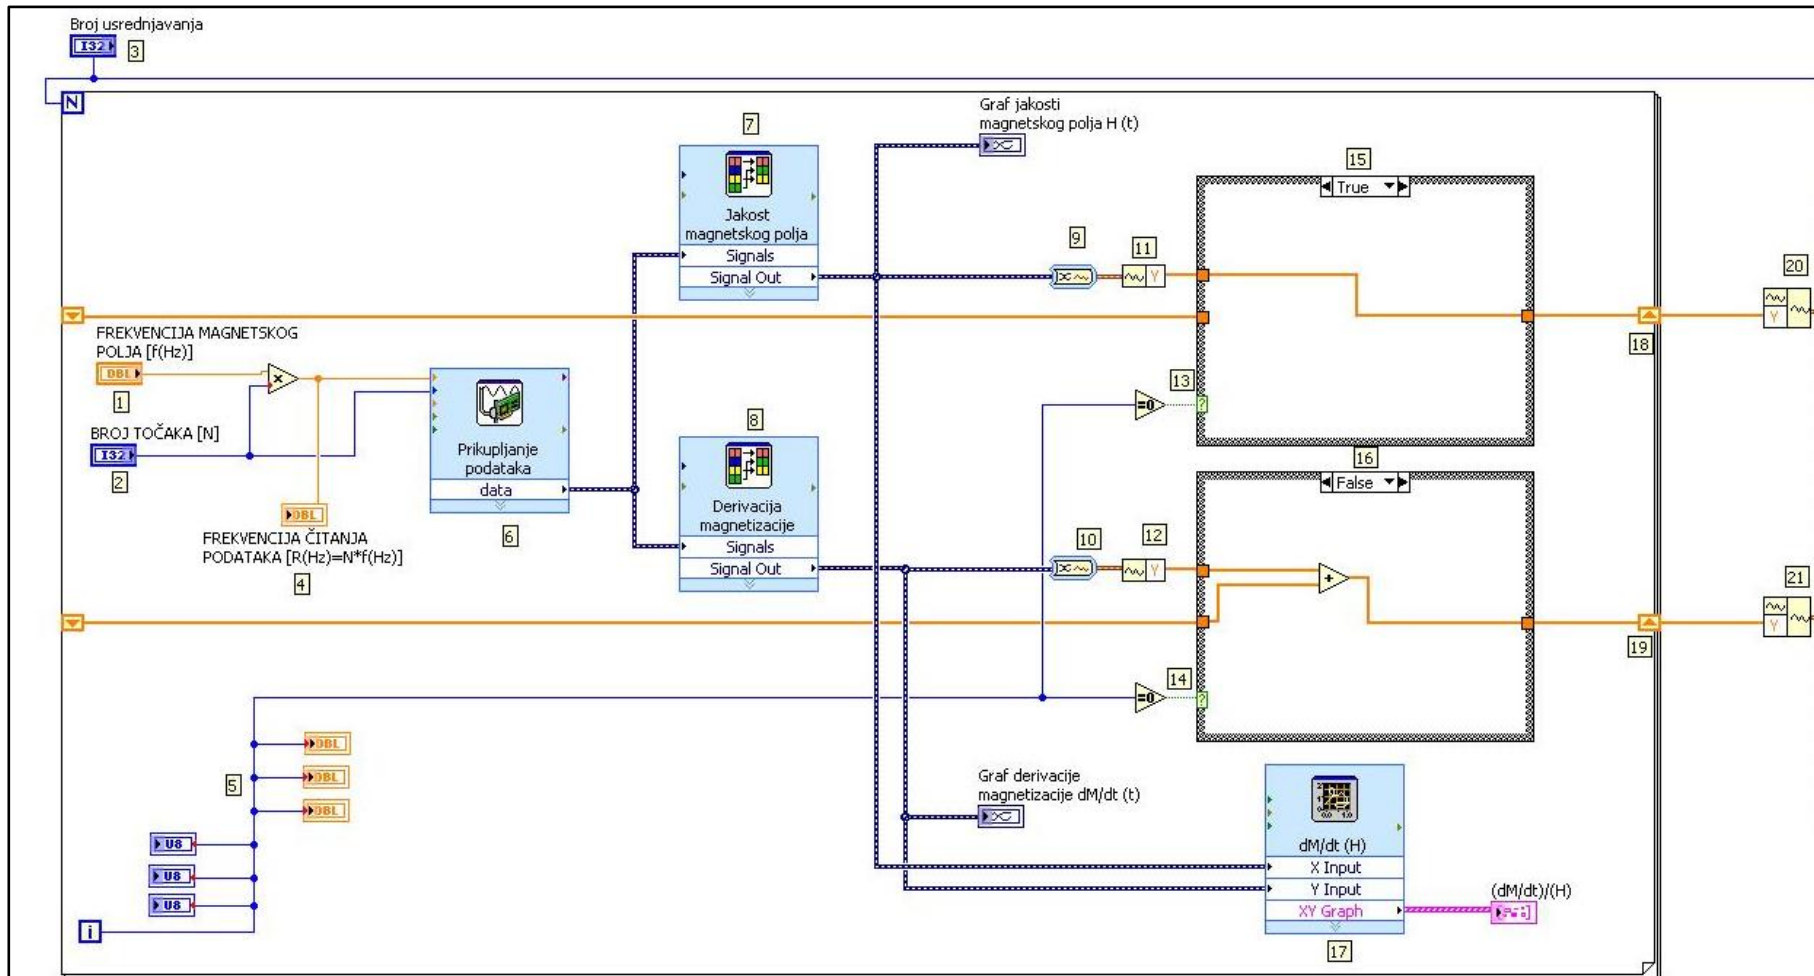 Broj usrednjavanja
I32
3
N
Graf jakosti
magnetskog polja H (t)
7
15
True
Jakost
magnetskog polja
Signals
Signal Out
9
11
Y
20
Y
18
FREKVENCIJA MAGNETSKOG
POLJA [f(Hz)]
DBL
1
x
BROJ TOČAKA [N]
I32
2
DBL
FREKVENCIJA ČITANJA
PODATAKA [R(Hz)=N*f(Hz)]
4
Prikupljanje
podataka
data
6
8
Derivacija
magnetizacije
Signals
Signal Out
13
=0
?
16
False
10
12
Y
+
21
Y
19
14
=0
?
5
DBL
DBL
DBL
U8
U8
U8
i
Graf derivacije
magnetizacije dM/dt (t)
dM/dt (H)
X Input
Y Input
XY Graph
(dM/dt)/(H)
17